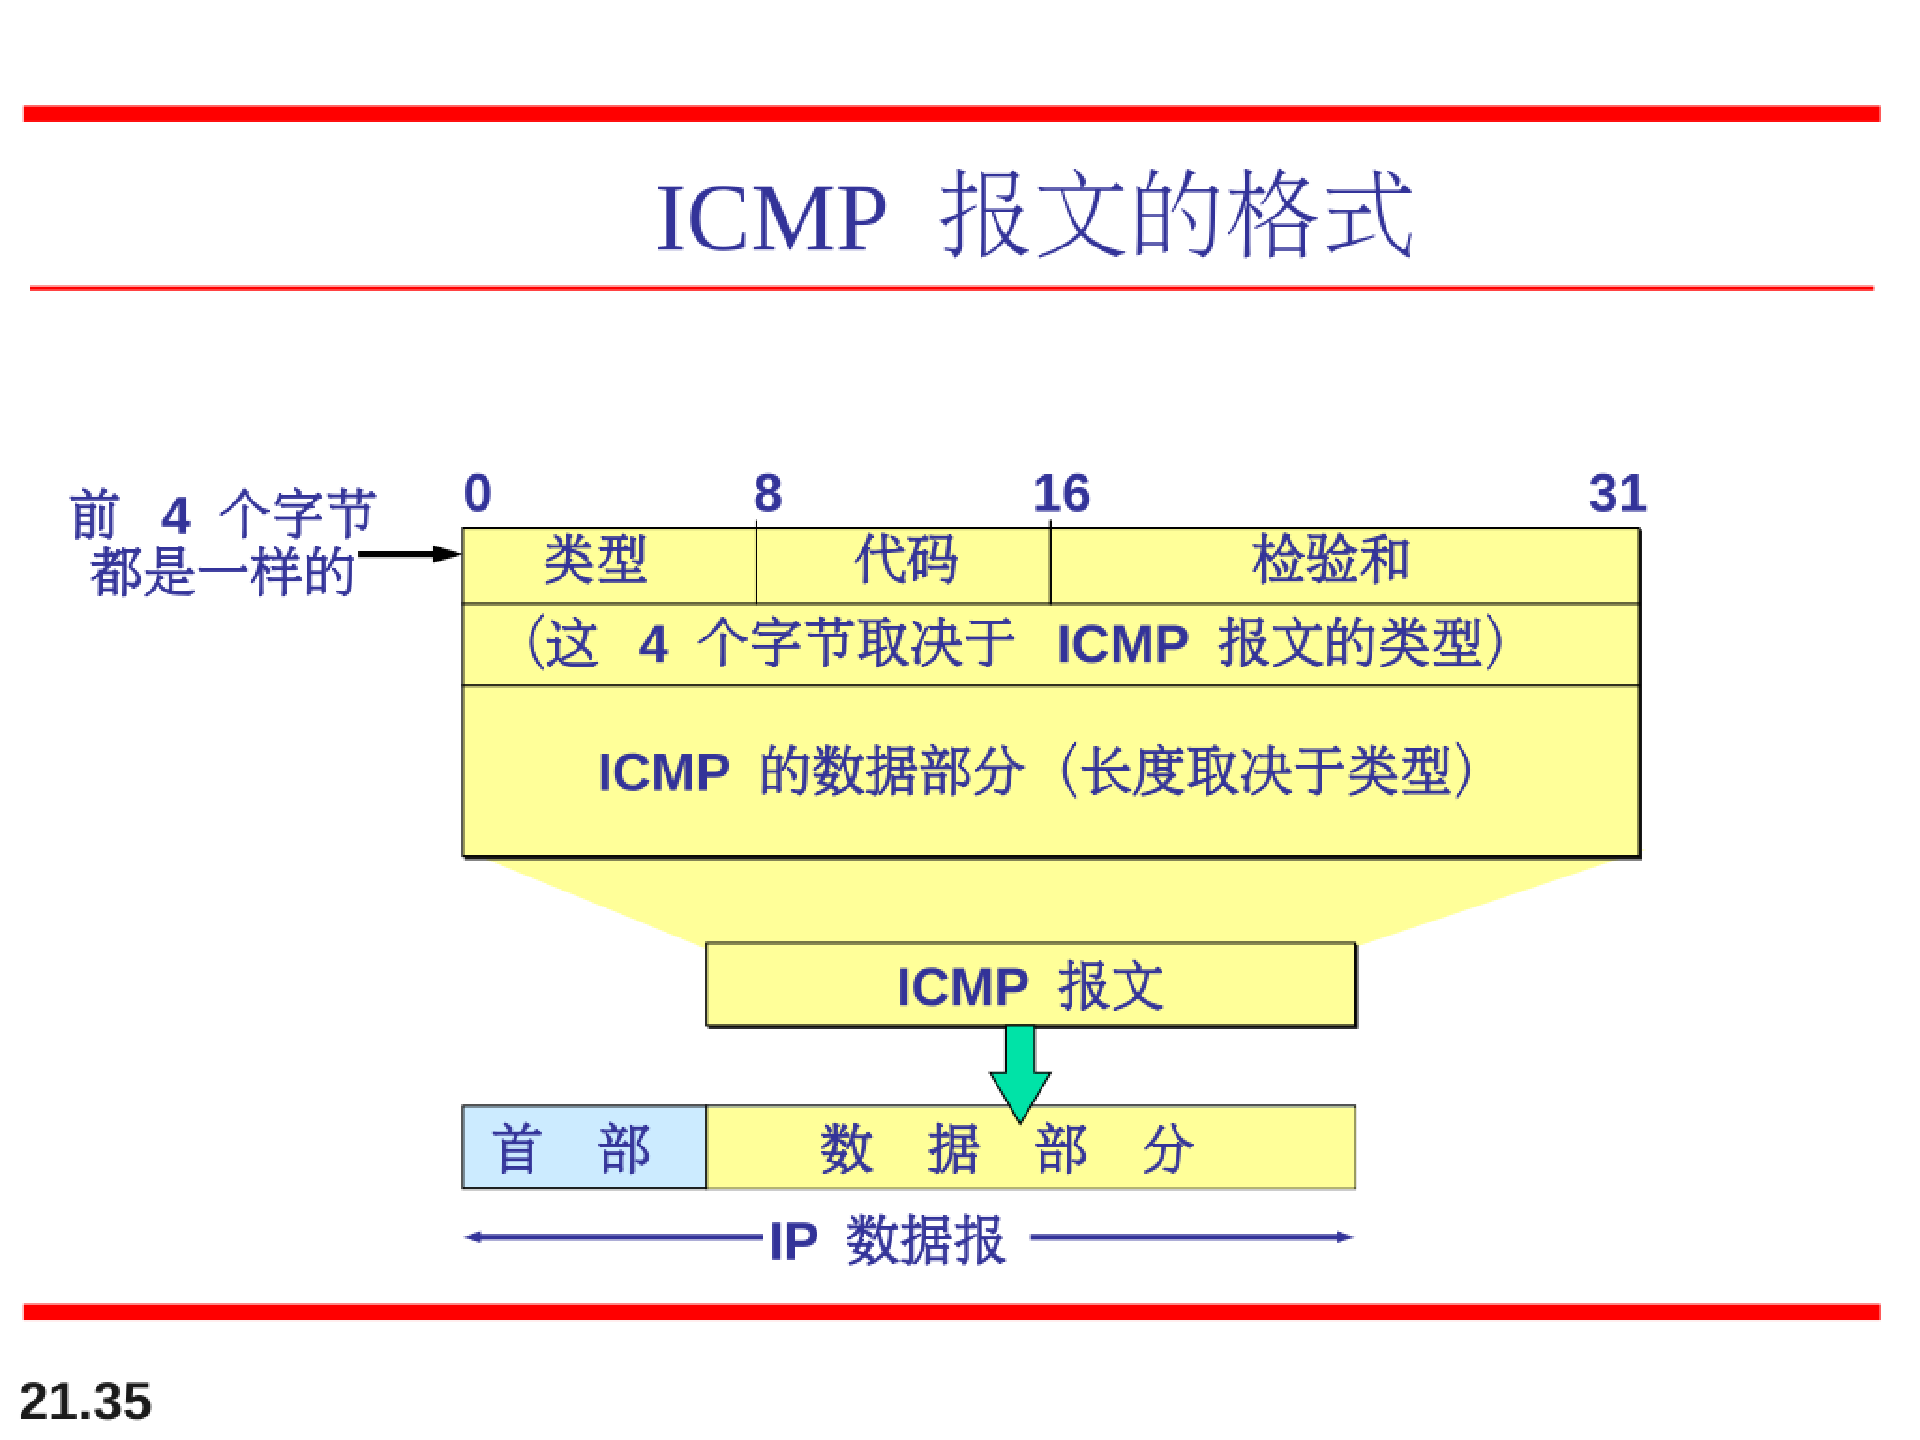 ICMP 报文的格式
0 8 16 31
前 4 个字节
都是一样的
类型 代码 检验和
（这 4 个字节取决于 ICMP 报文的类型）
ICMP 的数据部分（长度取决于类型）
ICMP 报文
首 部 数 据 部 分
IP 数据报
21.35